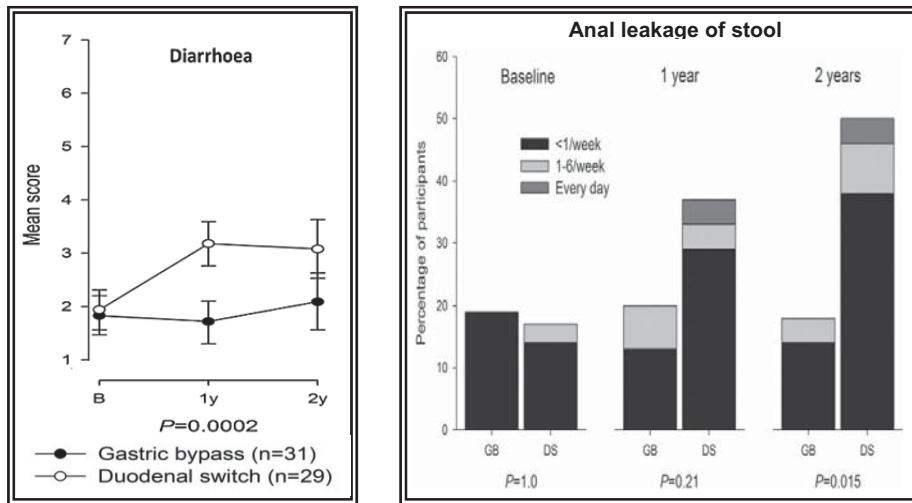 Diarrhoea
Mean score
7
6
5
4
3
2
1
B 1y 2y
P=0.0002
Gastric bypass (n=31)
Duodenal switch (n=29)
Anal leakage of stool
Percentage of participants
60
50
40
30
20
10
0
Baseline 1 year 2 years
<1/week
1-6/week
Every day
GB DS GB DS GB DS
P=1.0 P=0.21 P=0.015